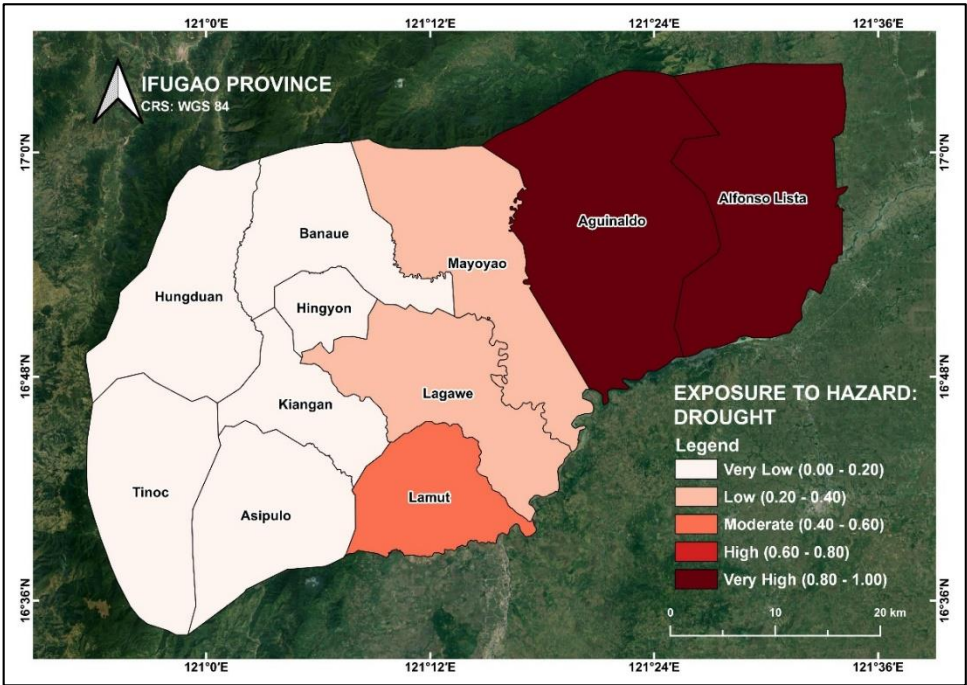 121°0'E 121°12'E 121°24'E 121°36'E
IFUGAO PROVINCE
CRS: WGS 84
17°0'N 17°0'N
Alfonso Lista
Aguinaldo
Banaue
Mayoyao
Hungduan
Hingyon
16°48'N 16°48'N
Lagawe
Kiangan
Tinoc
Lamut
Asipulo
EXPOSURE TO HAZARD:
DROUGHT
Legend
Very Low (0.00 - 0.20)
Low (0.20 - 0.40)
Moderate (0.40 - 0.60)
High (0.60 - 0.80)
Very High (0.80 - 1.00)
16°36'N 16°36'N
0 10 20 km
121°0'E 121°12'E 121°24'E 121°36'E